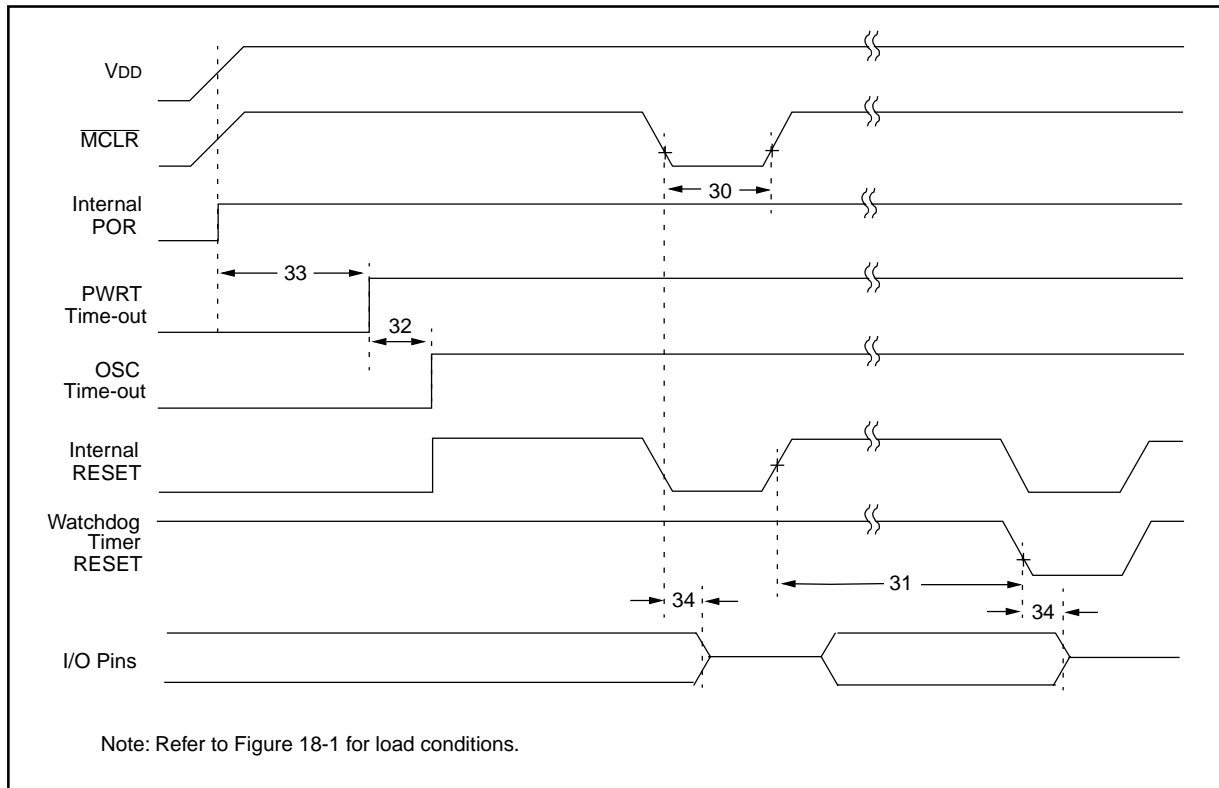 VDD
MCLR
30
Internal
POR
33
PWRT
Time-out
32
OSC
Time-out
Internal
RESET
Watchdog
Timer
RESET
31
34
34
I/O Pins
Note: Refer to Figure 18-1 for load conditions.